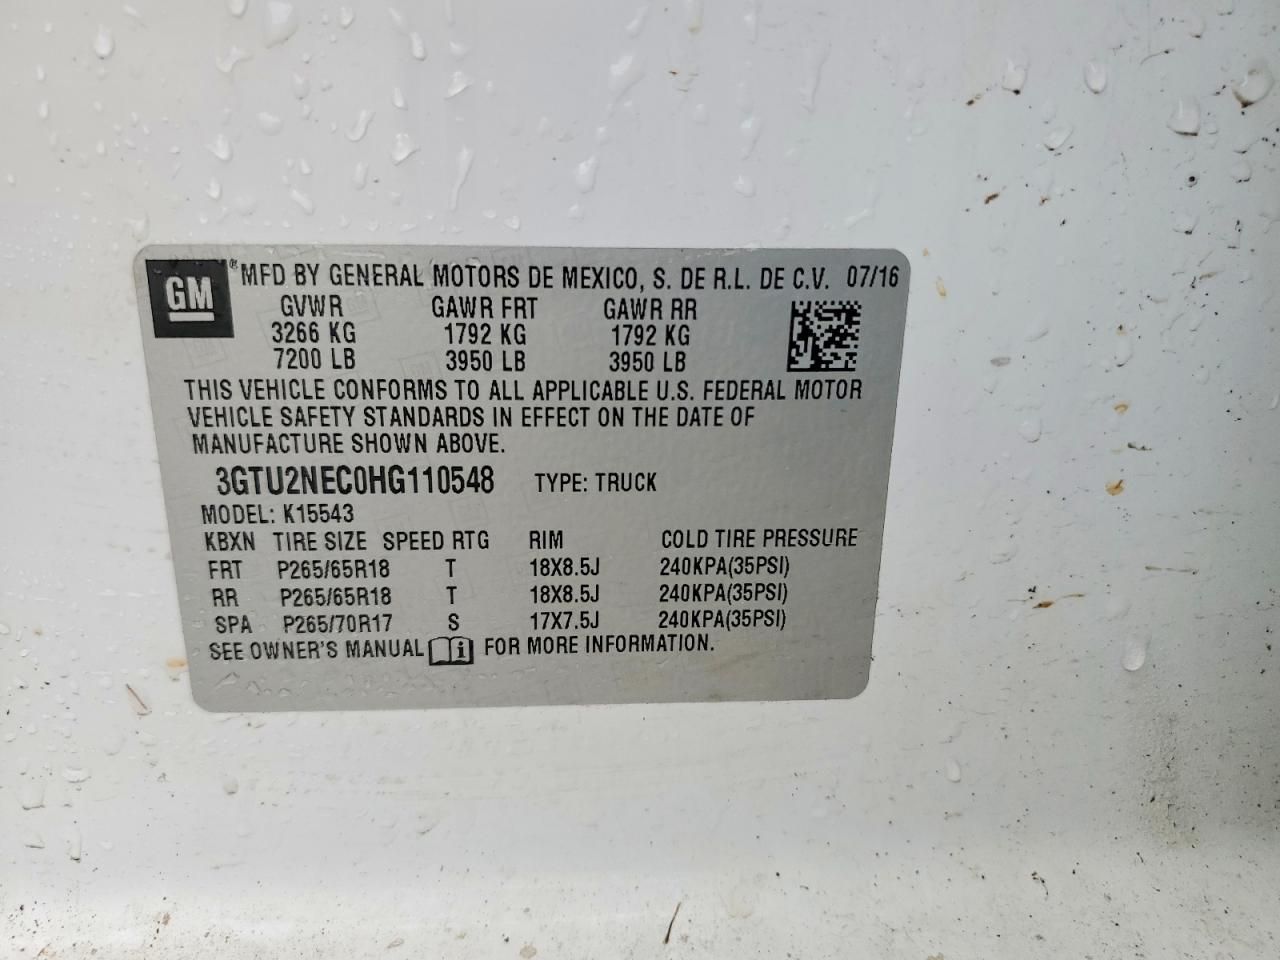 GM
® MFD BY GENERAL MOTORS DE MEXICO, S. DE R.L. DE C.V. 07/16
GVWR GAWR FRT GAWR RR
3266 KG 1792 KG 1792 KG
7200 LB 3950 LB 3950 LB
THIS VEHICLE CONFORMS TO ALL APPLICABLE U.S. FEDERAL MOTOR
VEHICLE SAFETY STANDARDS IN EFFECT ON THE DATE OF
MANUFACTURE SHOWN ABOVE.
3GTU2NEC0HG110548 TYPE: TRUCK
MODEL: K15543
KBXN TIRE SIZE SPEED RTG RIM COLD TIRE PRESSURE
FRT P265/65R18 T 18X8.5J 240KPA(35PSI)
RR P265/65R18 T 18X8.5J 240KPA(35PSI)
SPA P265/70R17 S 17X7.5J 240KPA(35PSI)
SEE OWNER'S MANUAL i FOR MORE INFORMATION.